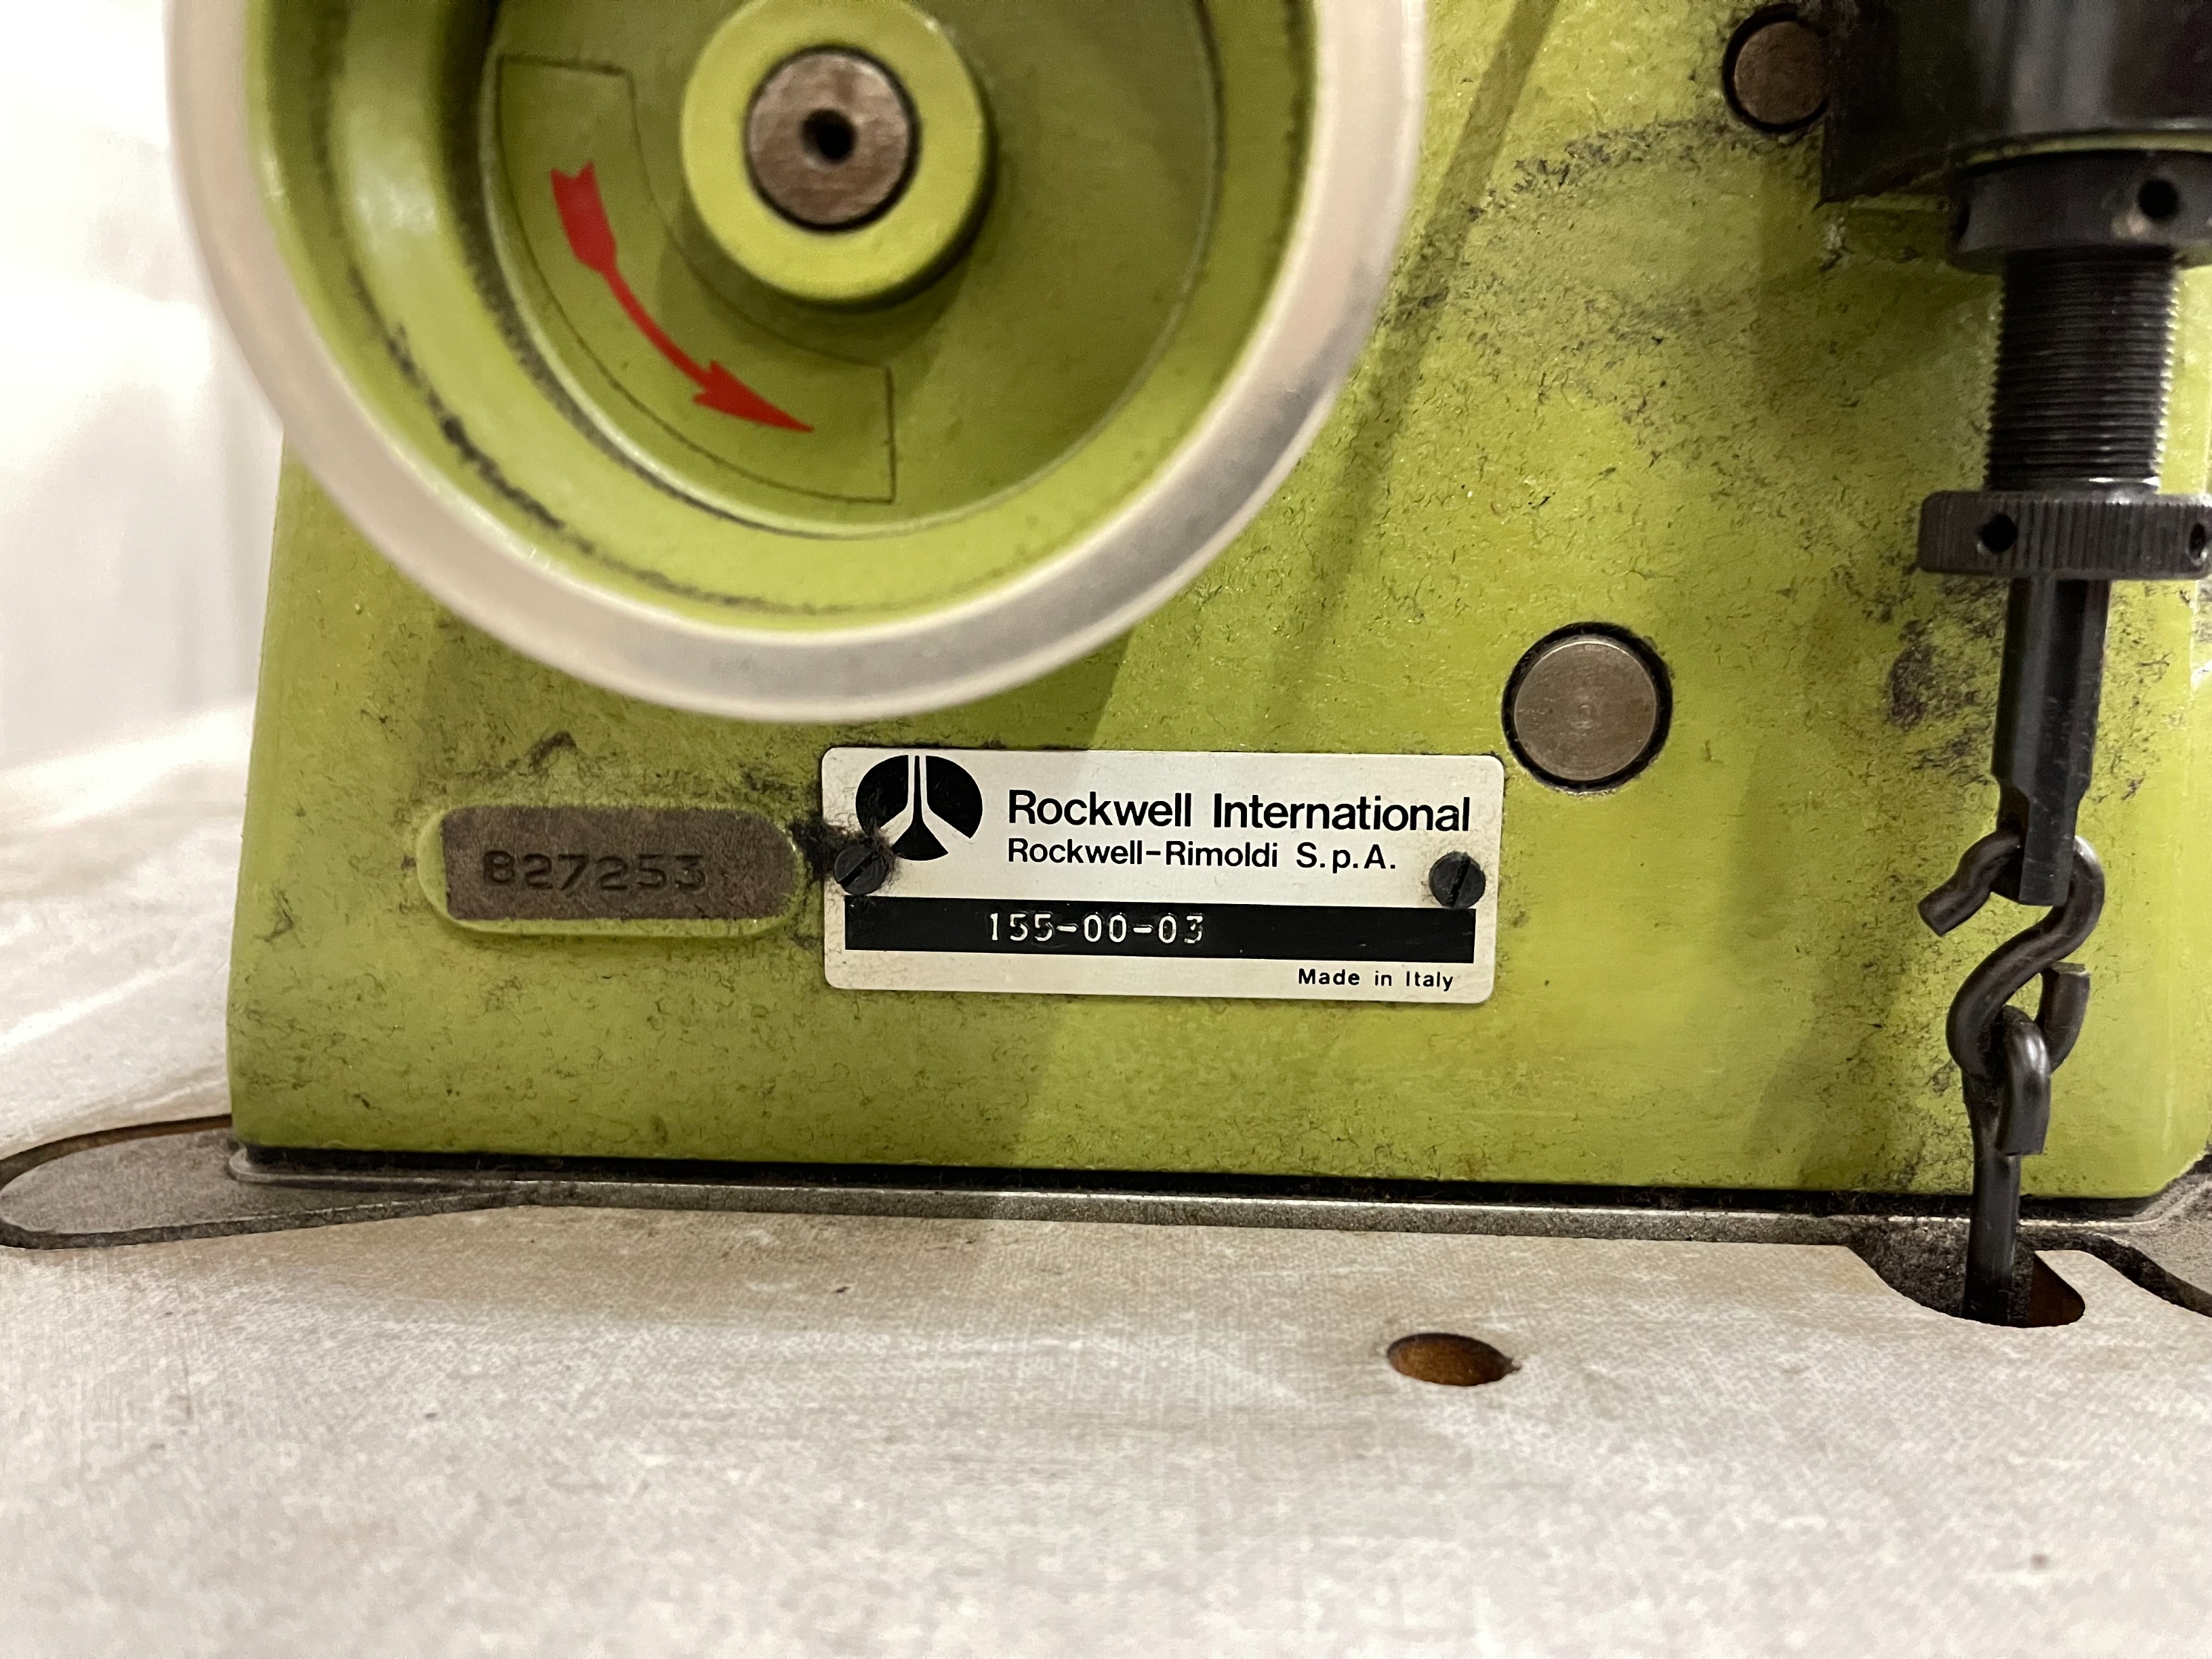 827253
Rockwell International
Rockwell-Rimoldi S.p.A.
155-00-03
Made in Italy